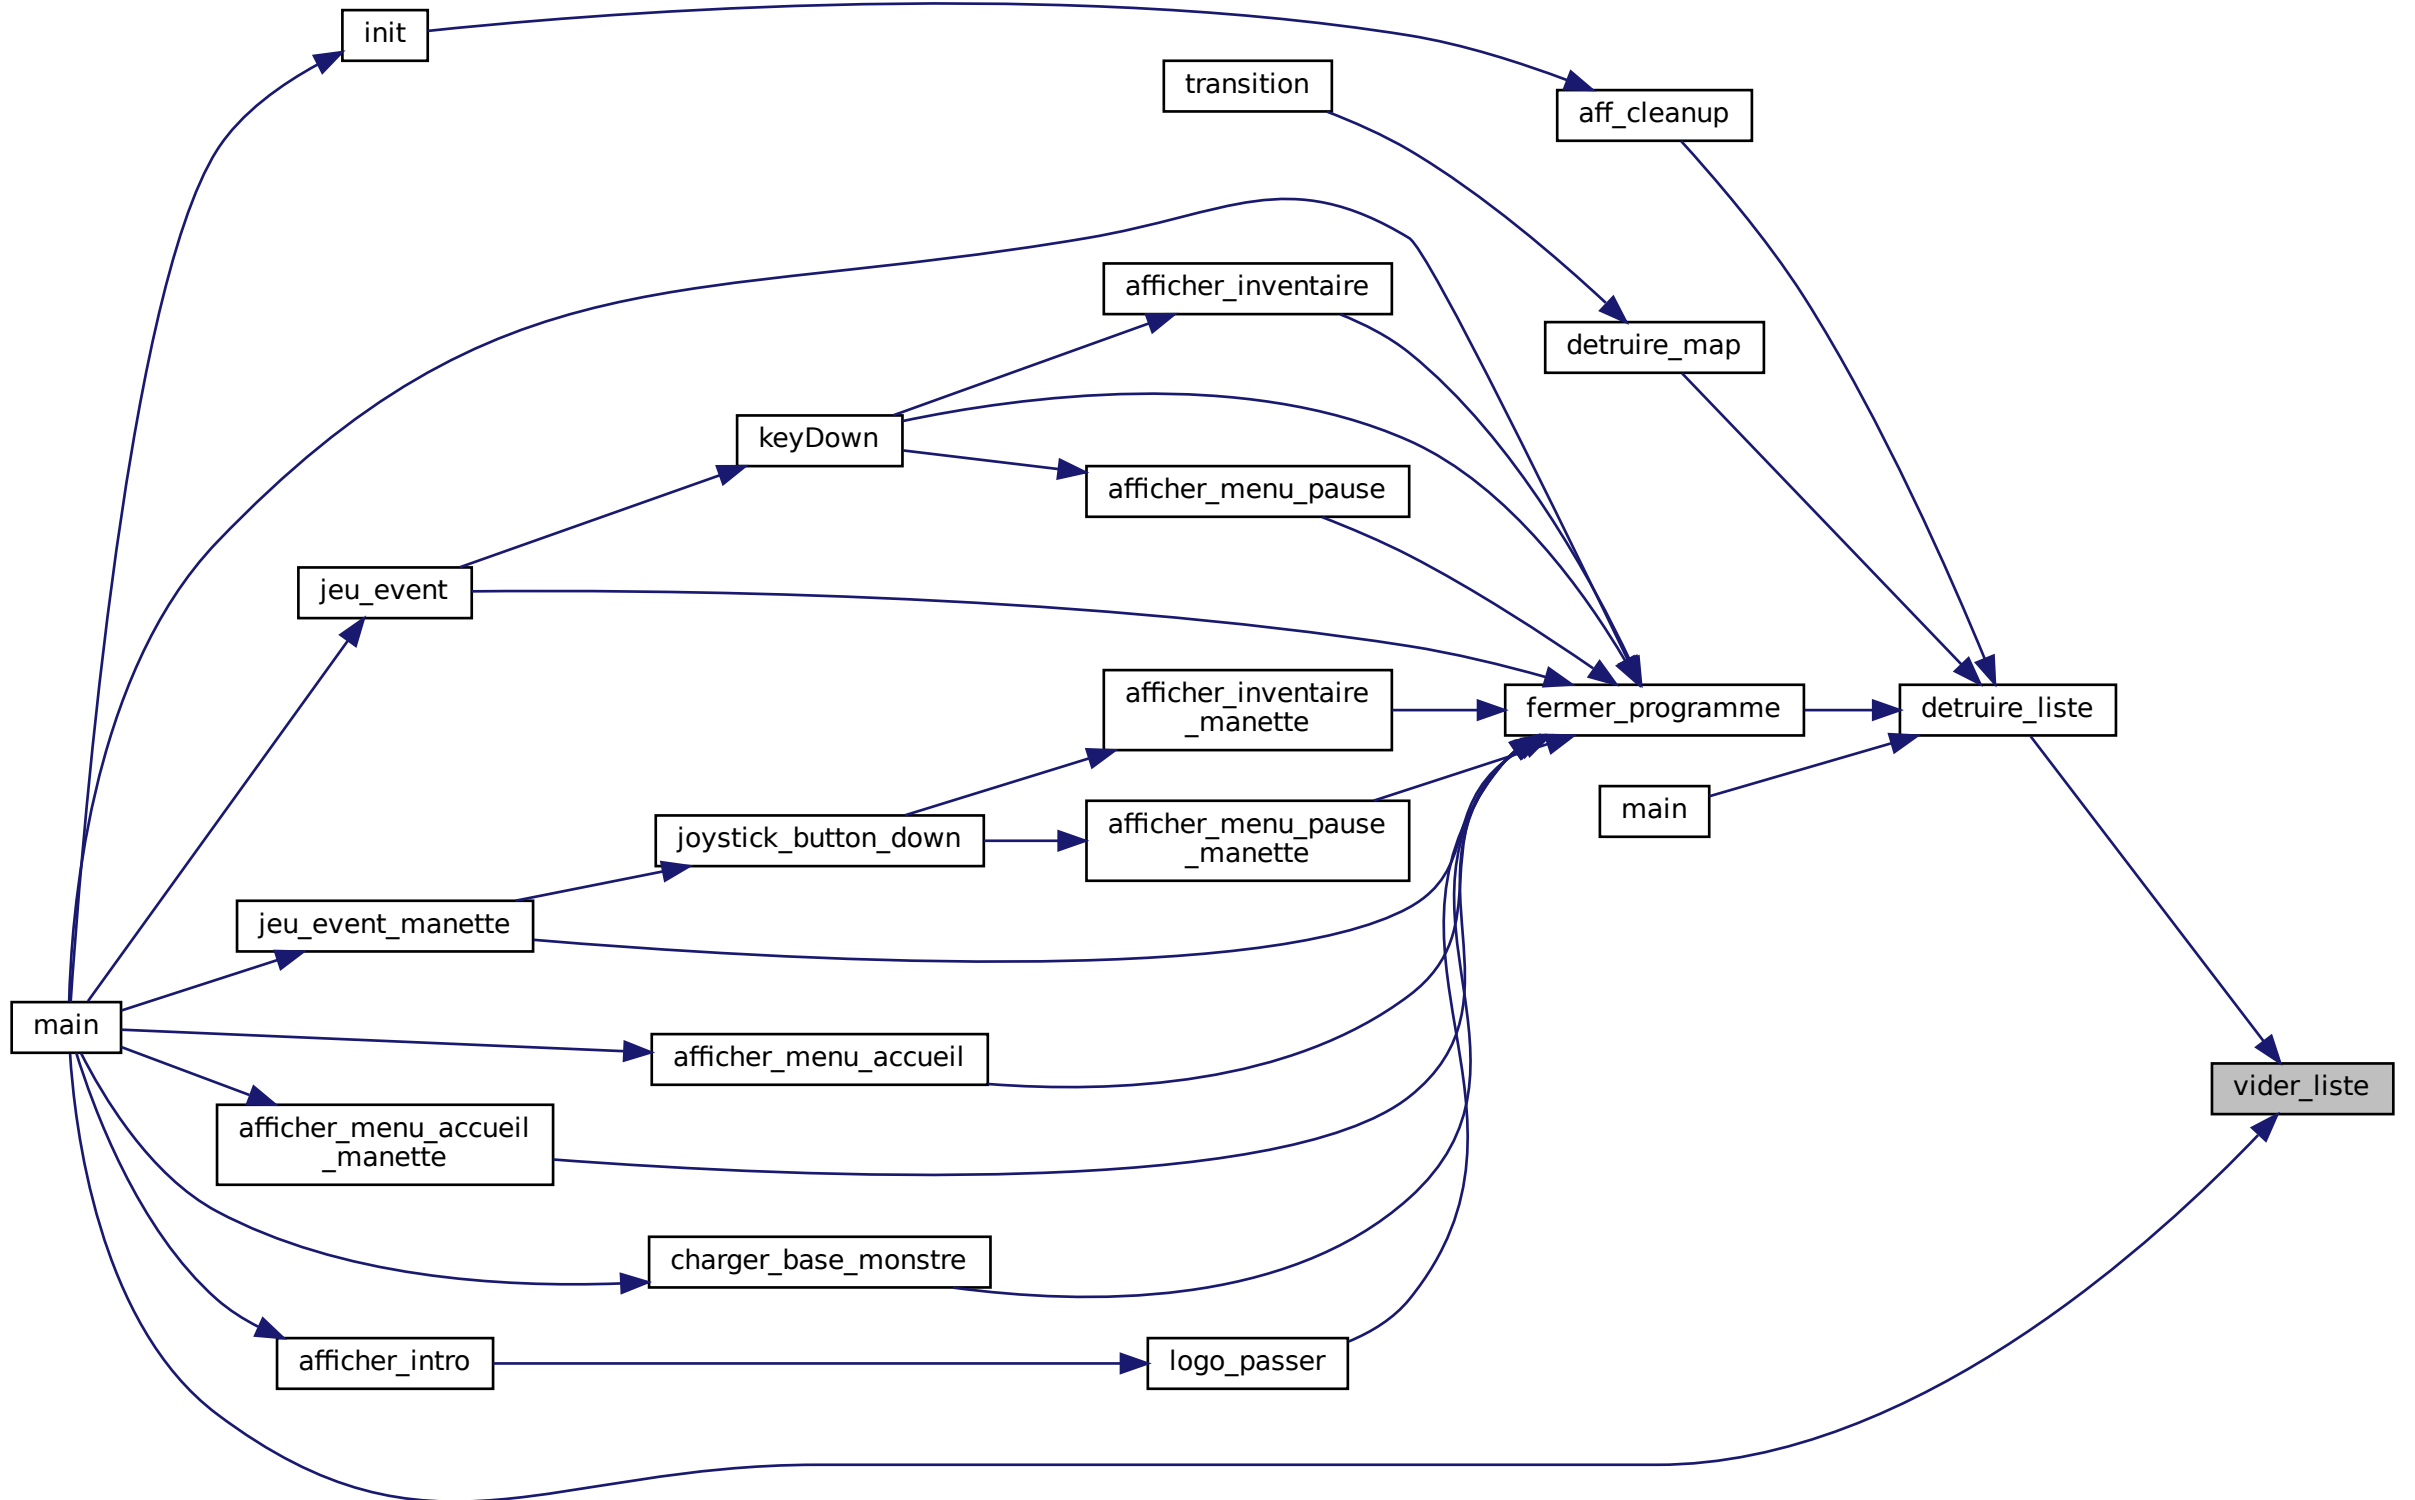 init
transition
aff_cleanup
afficher_inventaire
detruire_map
keyDown
afficher_menu_pause
jeu_event
afficher_inventaire
_manette
fermer_programme
detruire_liste
main
joystick_button_down
afficher_menu_pause
_manette
jeu_event_manette
main
afficher_menu_accueil
vider_liste
afficher_menu_accueil
_manette
charger_base_monstre
afficher_intro
logo_passer